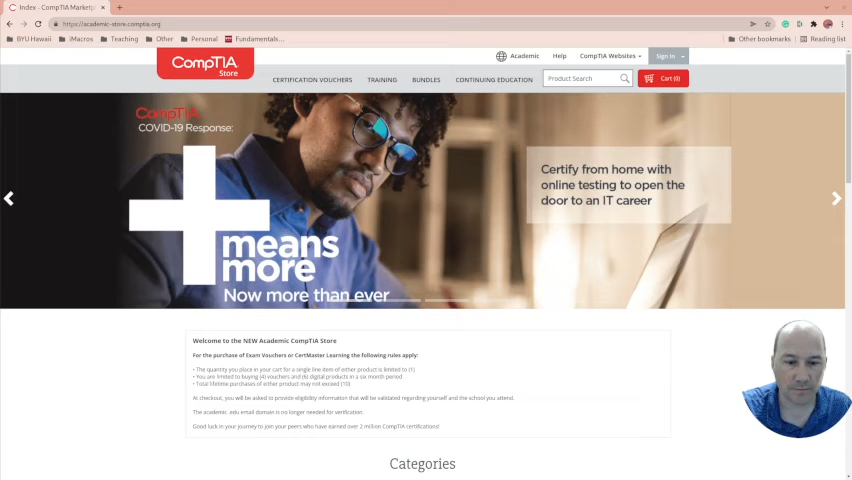 Index - CompTIA Marketpl
https://academic-store.comptia.org
BYU Hawaii iMacros Teaching Other Personal Fundamentals... Other bookmarks Reading list
CompTIA
Store
Academic Help CompTIA Websites Sign In
CERTIFICATION VOUCHERS TRAINING BUNDLES CONTINUING EDUCATION Product Search Cart (0)
CompTIA.
COVID-19 Response:
means
more
Now more than ever
Certify from home with
online testing to open the
door to an IT career
Welcome to the NEW Academic CompTIA Store
For the purchase of Exam Vouchers or CertMaster Learning the following rules apply:
• The quantity you place in your cart for a single line item of either product is limited to (1)
• You are limited to buying (4) vouchers and (6) digital products in a six month period
• Total lifetime purchases of either product may not exceed (10)
At checkout, you will be asked to provide eligibility information that will be validated regarding yourself and the school you attend.
The academic .edu email domain is no longer needed for verification.
Good luck in your journey to join your peers who have earned over 2 million CompTIA certifications!
Categories